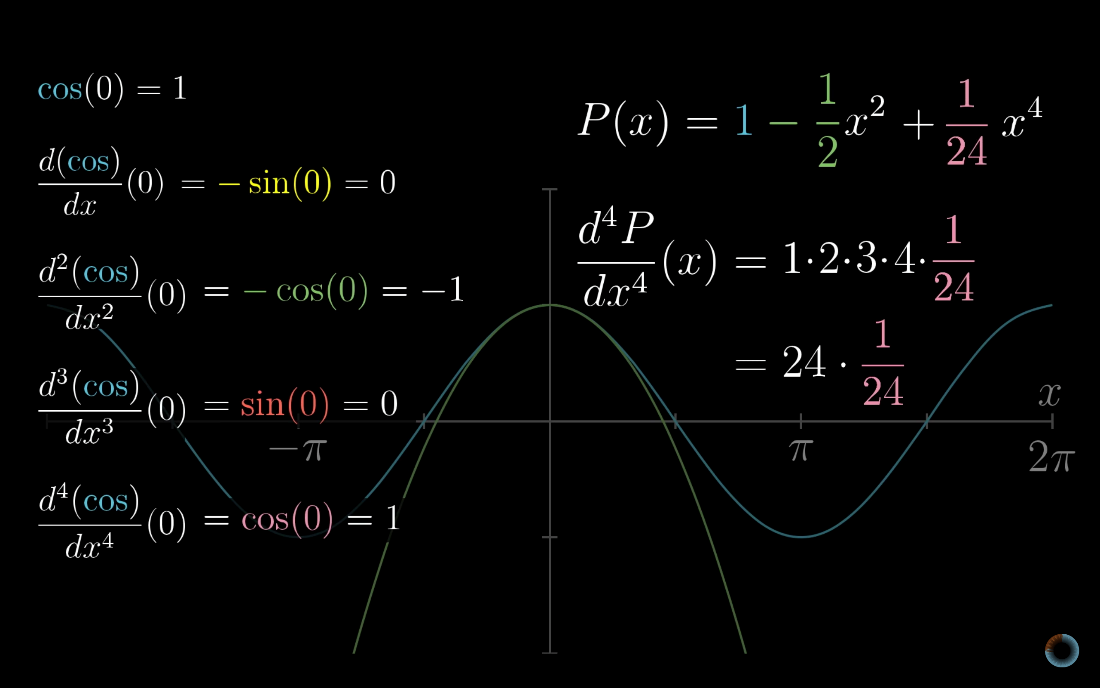 cos(0) = 1
d(cos)/dx (0) = − sin(0) = 0
d²(cos)/dx² (0) = − cos(0) = −1
d³(cos)/dx³ (0) = sin(0) = 0
d⁴(cos)/dx⁴ (0) = cos(0) = 1
P(x) = 1 − 1/2 x² + 1/24 x⁴
d⁴P/dx⁴ (x) = 1·2·3·4· 1/24
= 24 · 1/24
x
−π
π
2π